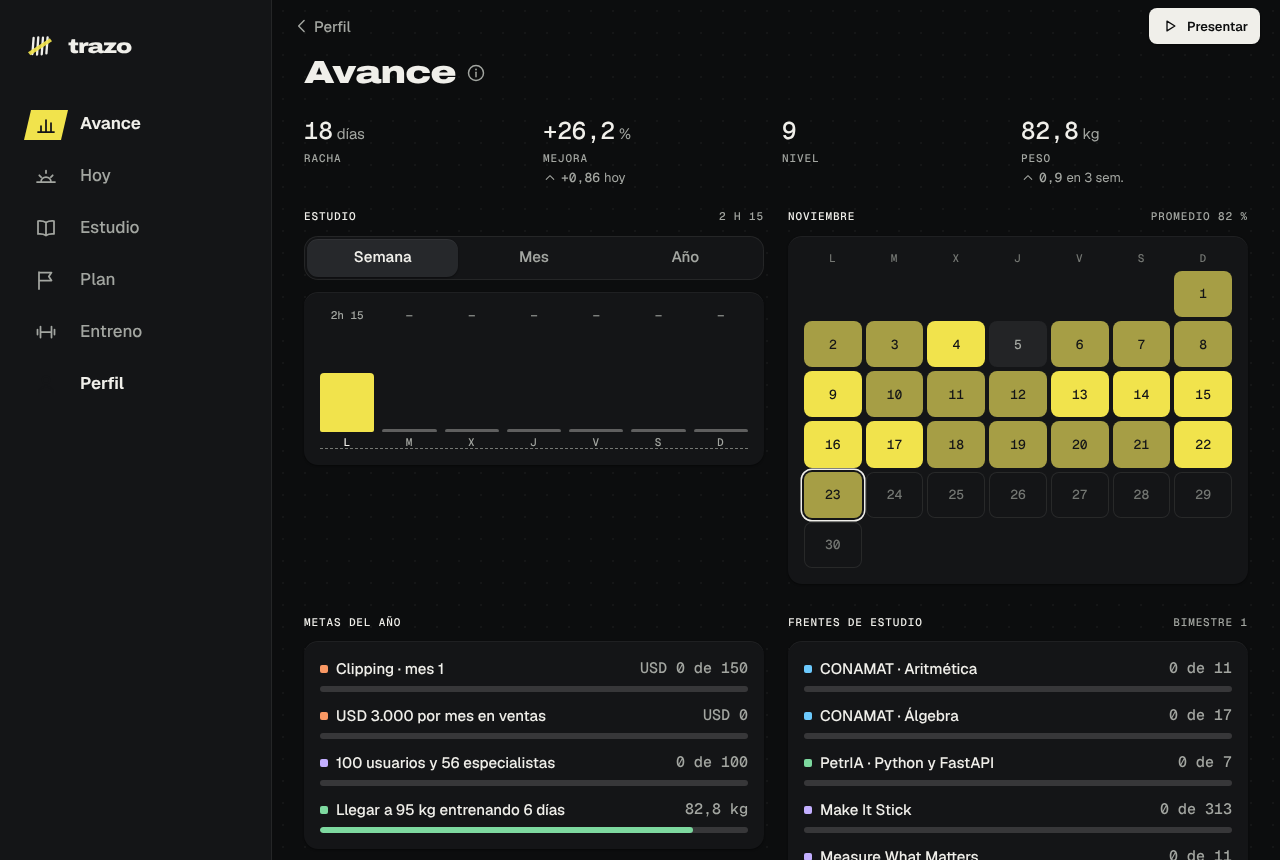 trazo
Avance
Hoy
Estudio
Plan
Entreno
Perfil
Perfil
Presentar
Avance
18 días
RACHA
+26,2 %
MEJORA
+0,86 hoy
9
NIVEL
82,8 kg
PESO
0,9 en 3 sem.
ESTUDIO 2 H 15
Semana Mes Año
2h 15 — — — — — —
L M X J V S D
NOVIEMBRE PROMEDIO 82 %
L M X J V S D
1
2 3 4 5 6 7 8
9 10 11 12 13 14 15
16 17 18 19 20 21 22
23 24 25 26 27 28 29
30
METAS DEL AÑO
Clipping · mes 1 USD 0 de 150
USD 3.000 por mes en ventas USD 0
100 usuarios y 56 especialistas 0 de 100
Llegar a 95 kg entrenando 6 días 82,8 kg
FRENTES DE ESTUDIO BIMESTRE 1
CONAMAT · Aritmética 0 de 11
CONAMAT · Álgebra 0 de 17
PetrIA · Python y FastAPI 0 de 7
Make It Stick 0 de 313
Measure What Matters 0 de 11